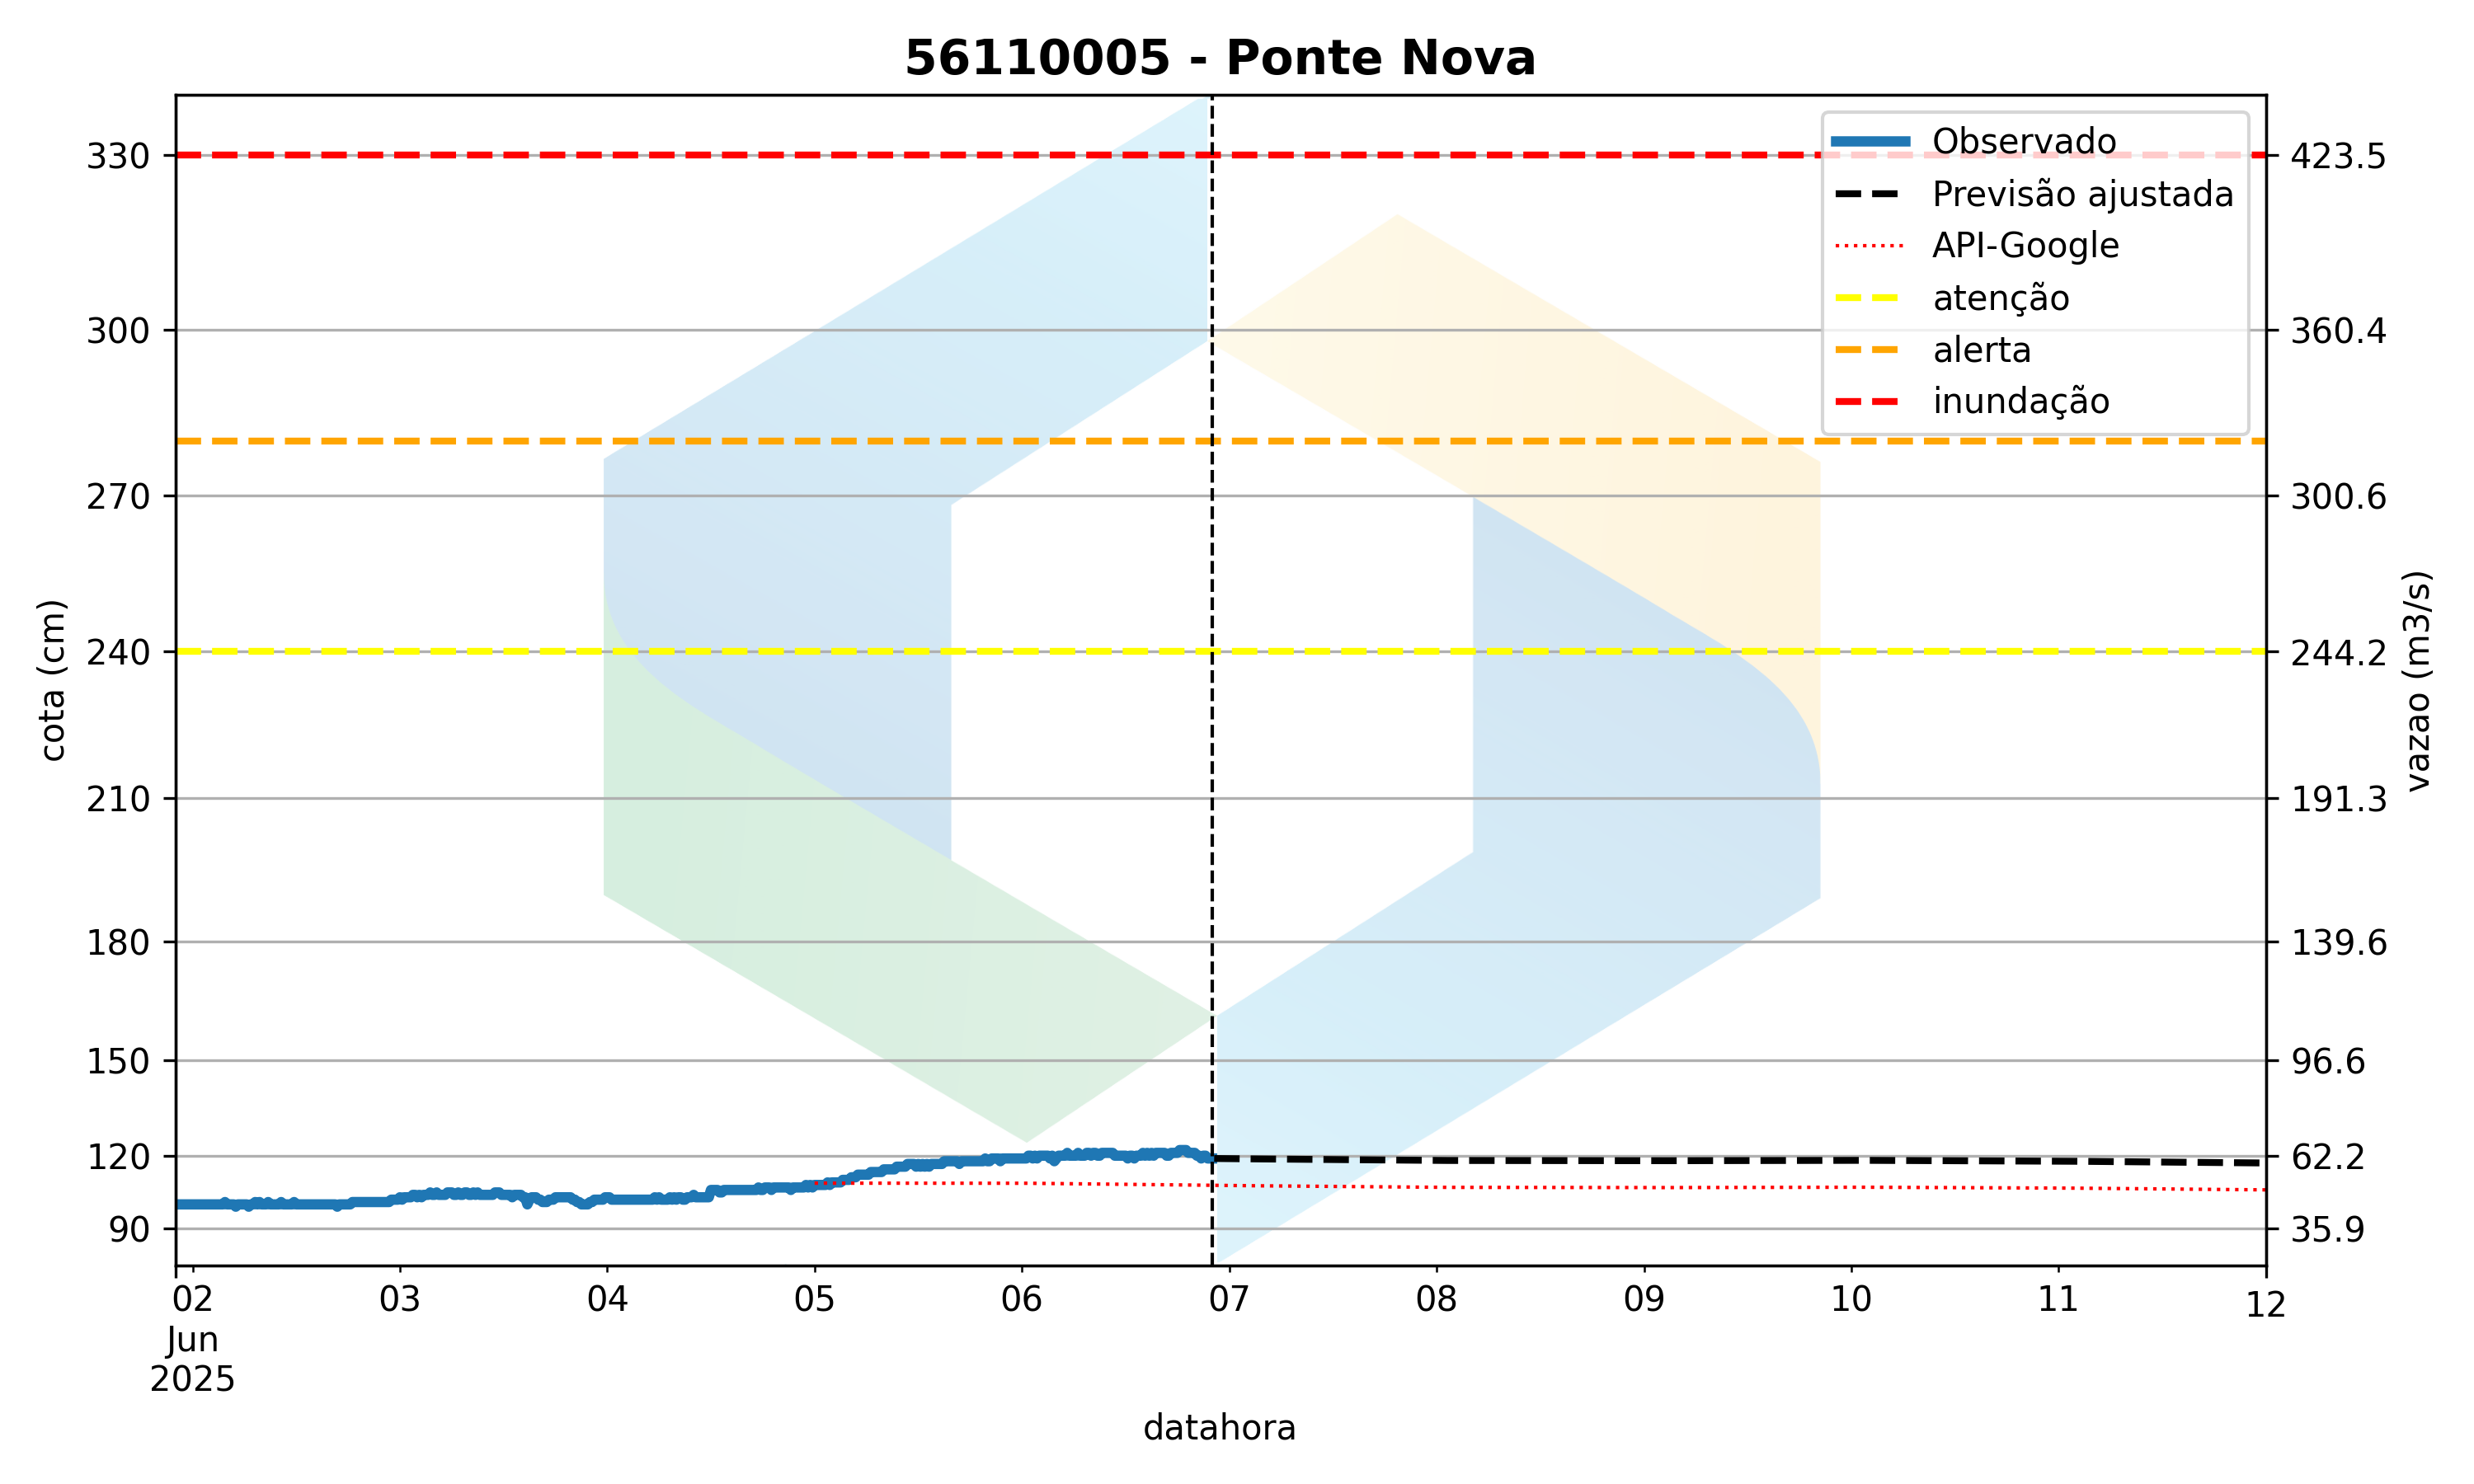 56110005 - Ponte Nova
Observado
Previsão ajustada
API-Google
atenção
alerta
inundação
330
300
270
240
210
180
150
120
90
cota (cm)
423.5
360.4
300.6
244.2
191.3
139.6
96.6
62.2
35.9
vazao (m3/s)
02 03 04 05 06 07 08 09 10 11 12
Jun
2025
datahora